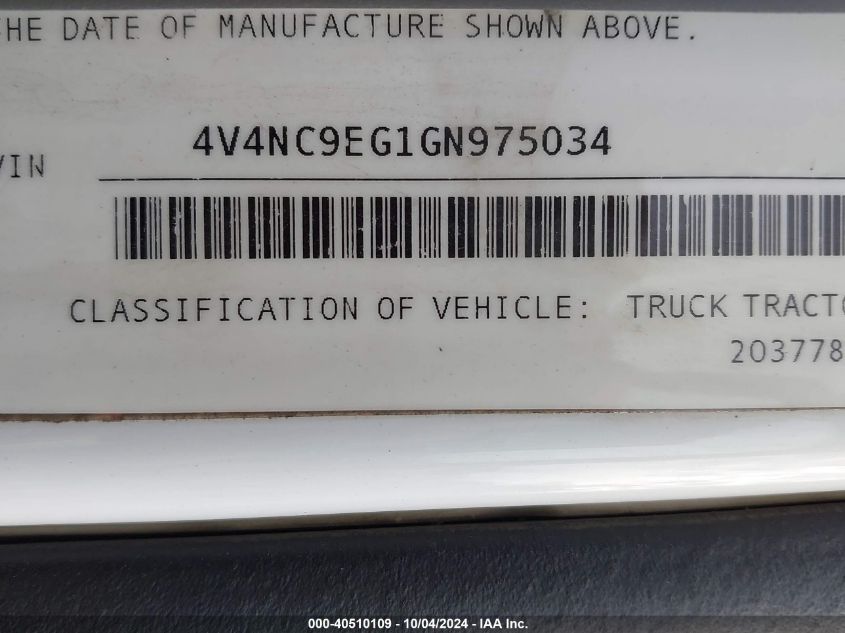 HE DATE OF MANUFACTURE SHOWN ABOVE.
4V4NC9EG1GN975034
VIN
CLASSIFICATION OF VEHICLE: TRUCK TRACTO
203778
000-40510109 - 10/04/2024 - IAA Inc.